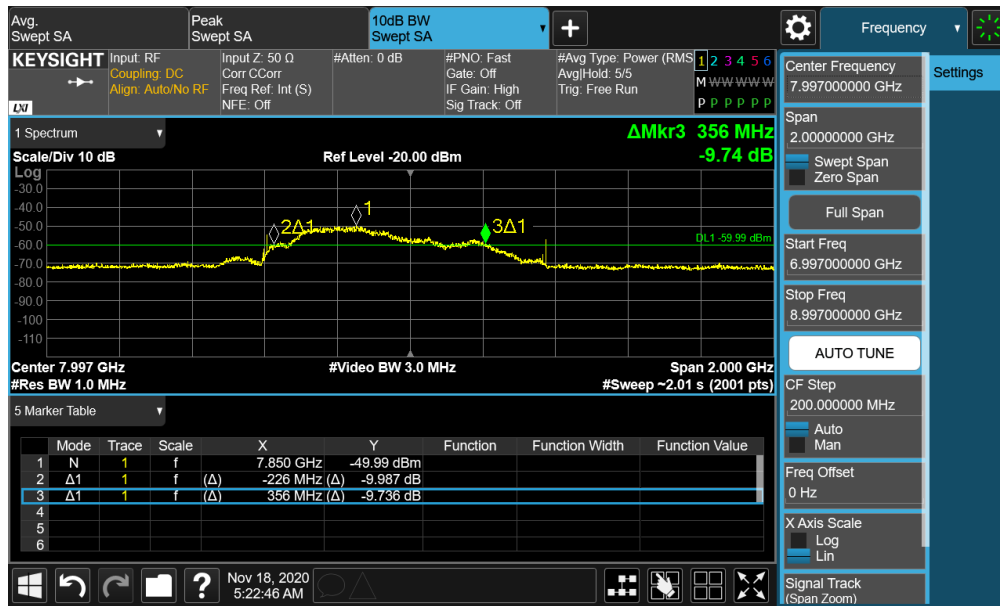 Avg.
Swept SA
Peak
Swept SA
10dB BW
Swept SA
Frequency
KEYSIGHT
LXI
Input: RF
Coupling: DC
Align: Auto/No RF
Input Z: 50 Ω
Corr CCorr
Freq Ref: Int (S)
NFE: Off
#Atten: 0 dB
#PNO: Fast
Gate: Off
IF Gain: High
Sig Track: Off
#Avg Type: Power (RMS
Avg|Hold: 5/5
Trig: Free Run
1 2 3 4 5 6
M W W W W W
P P P P P P
1 Spectrum
ΔMkr3 356 MHz
-9.74 dB
Scale/Div 10 dB
Ref Level -20.00 dBm
Log
-30.0
-40.0
-50.0
-60.0
-70.0
-80.0
-90.0
-100
-110
1
2Δ1
3Δ1
DL1 -59.99 dBm
Center 7.997 GHz
#Video BW 3.0 MHz
Span 2.000 GHz
#Res BW 1.0 MHz
#Sweep ~2.01 s (2001 pts)
5 Marker Table
Mode Trace Scale X Y Function Function Width Function Value
1 N 1 f 7.850 GHz -49.99 dBm
2 Δ1 1 f (Δ) -226 MHz (Δ) -9.987 dB
3 Δ1 1 f (Δ) 356 MHz (Δ) -9.736 dB
4
5
6
Nov 18, 2020
5:22:46 AM
Center Frequency
7.997000000 GHz
Settings
Span
2.00000000 GHz
Swept Span
Zero Span
Full Span
Start Freq
6.997000000 GHz
Stop Freq
8.997000000 GHz
AUTO TUNE
CF Step
200.000000 MHz
Auto
Man
Freq Offset
0 Hz
X Axis Scale
Log
Lin
Signal Track
(Span Zoom)